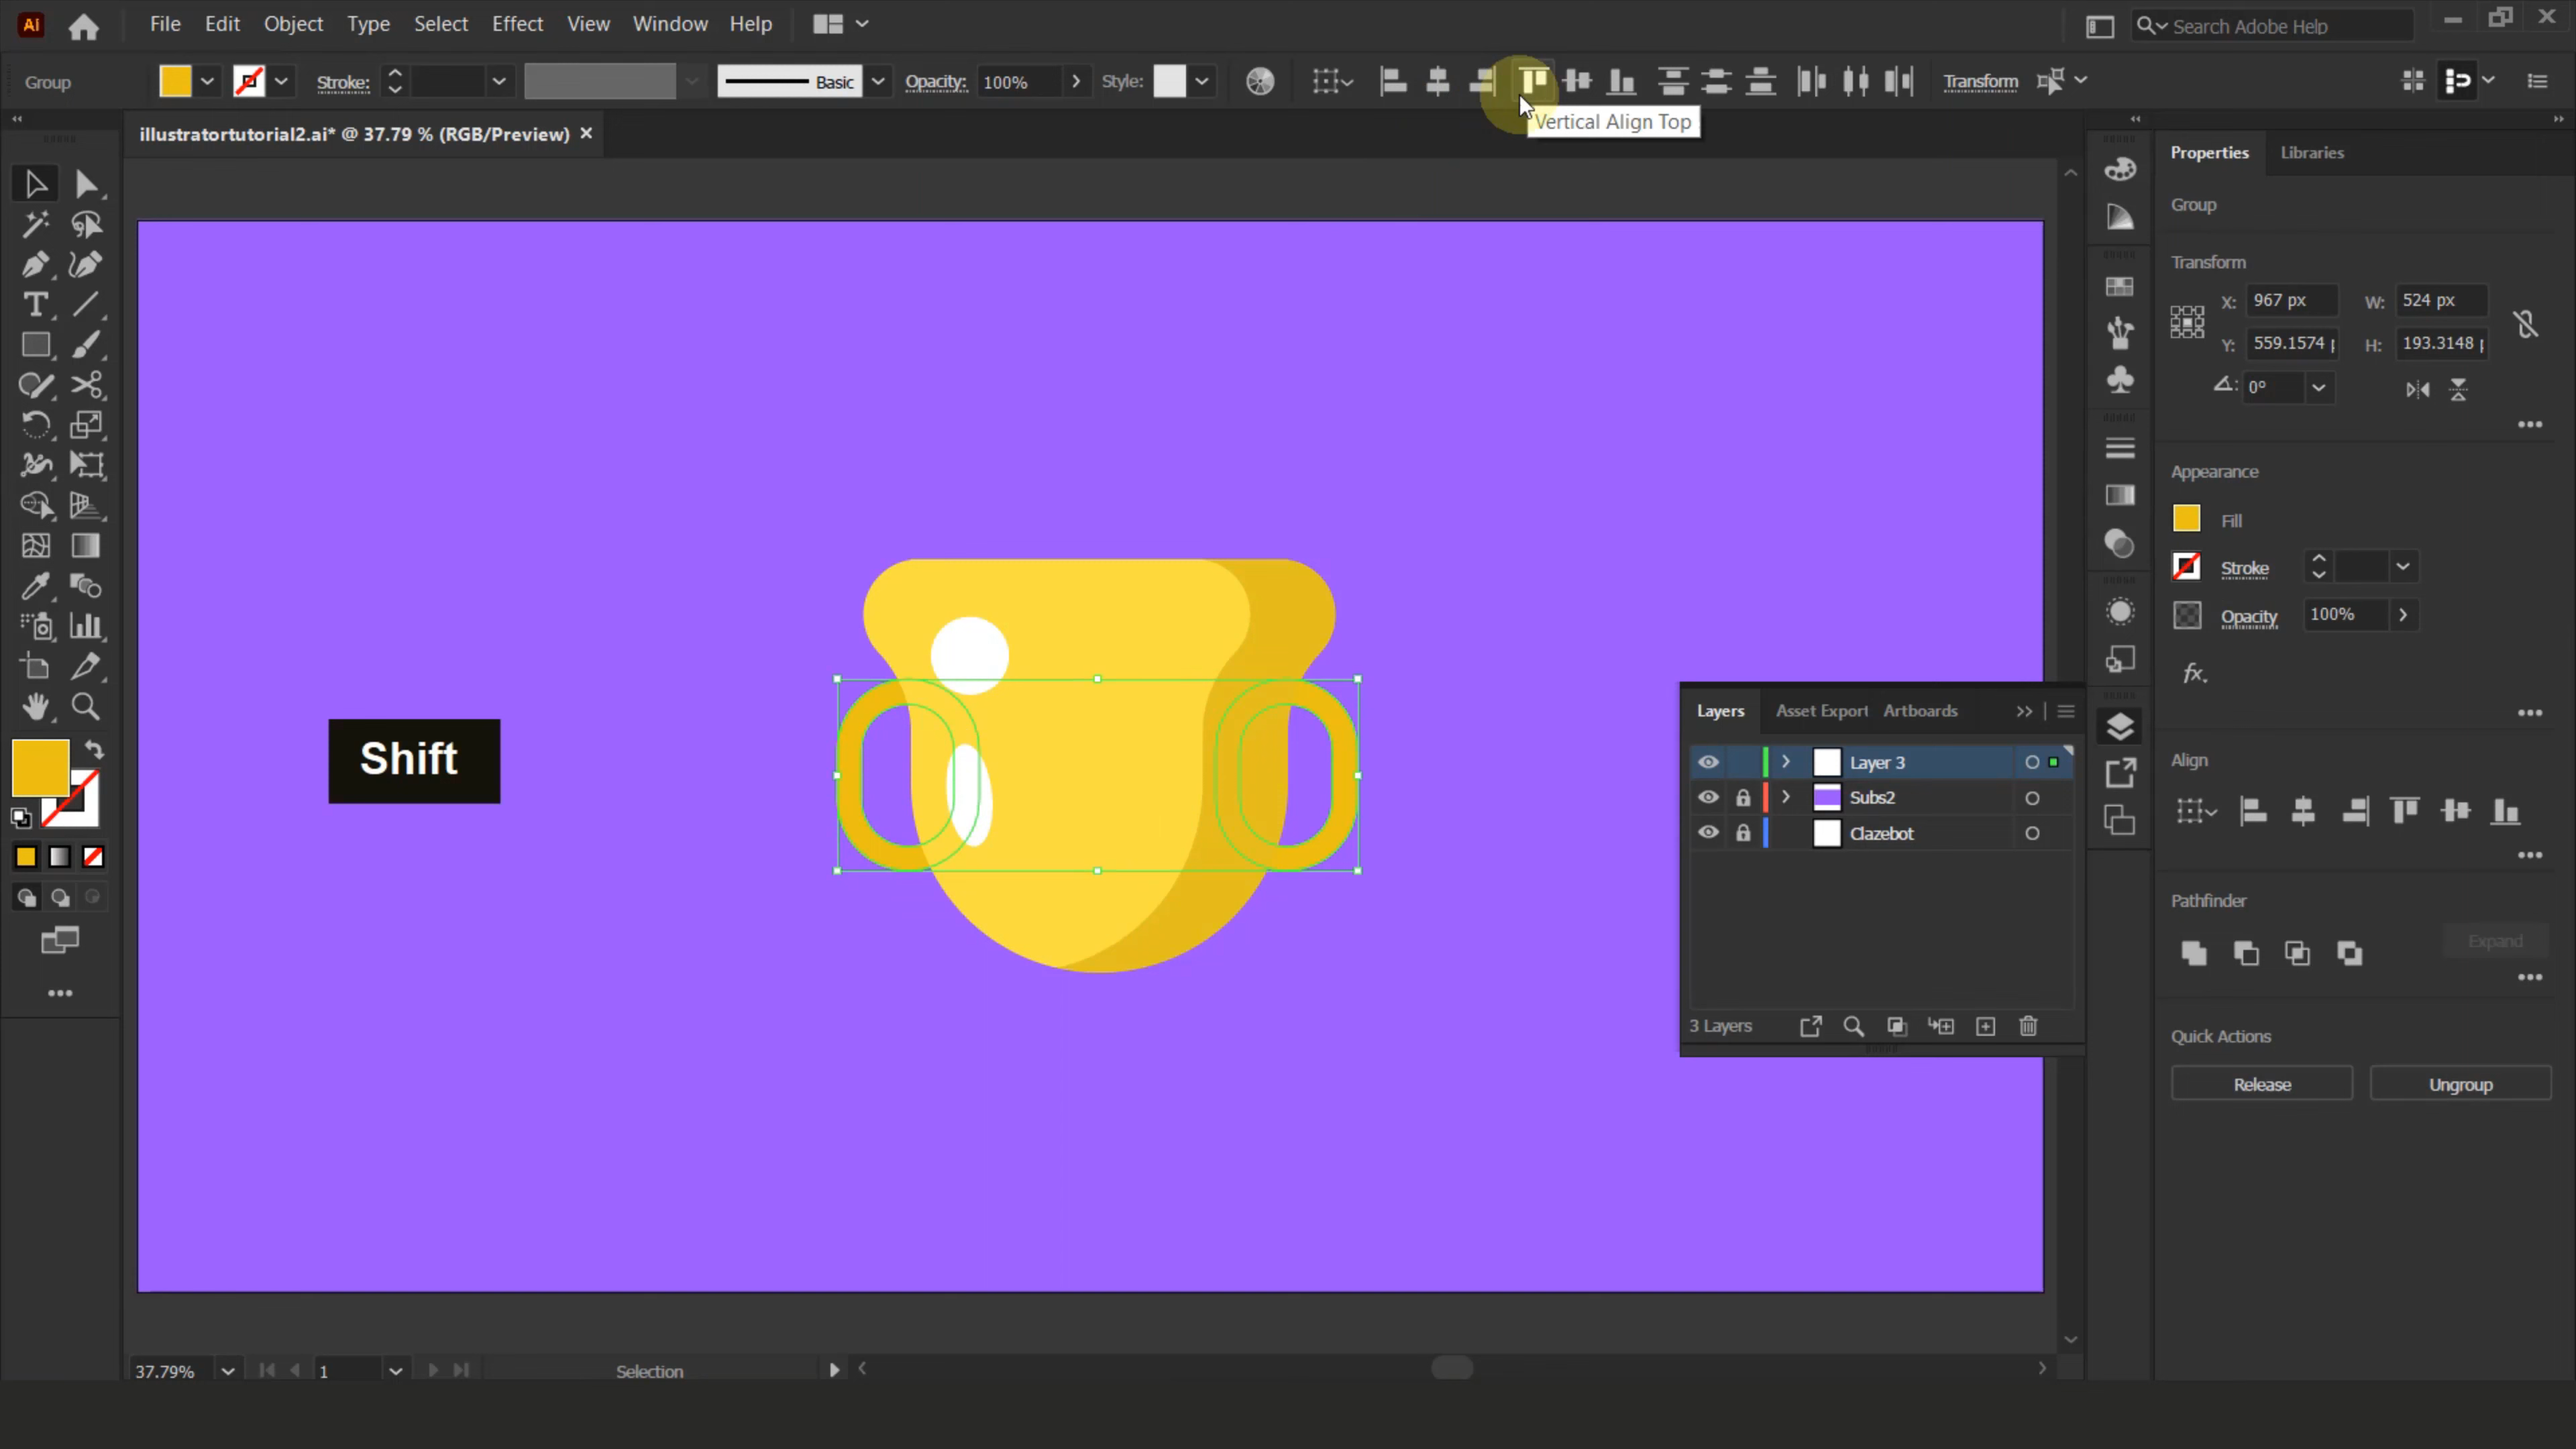 Ai File Edit Object Type Select Effect View Window Help Search Adobe Help
Group Stroke: Basic Opacity: 100% Style: Transform
Vertical Align Top
illustratortutorial2.ai* @ 37.79 % (RGB/Preview)
Properties Libraries
Group
Transform
X: 967 px W: 524 px
Y: 559.1574 H: 193.3148
0°
Appearance
Fill
Stroke
Opacity 100%
fx.
Shift
Layers Asset Export Artboards
Layer 3
Subs2
Clazebot
3 Layers
Align
Pathfinder
Expand
Quick Actions
Release Ungroup
37.79% 1 Selection